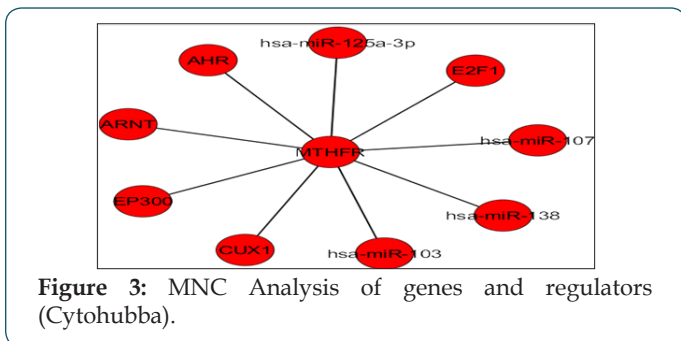 hsa-miR-125a-3p
AHR
E2F1
ARNT
hsa-miR-107
MTHFR
EP300
hsa-miR-138
CUX1
hsa-miR-103
Figure 3: MNC Analysis of genes and regulators
(Cytohubba).